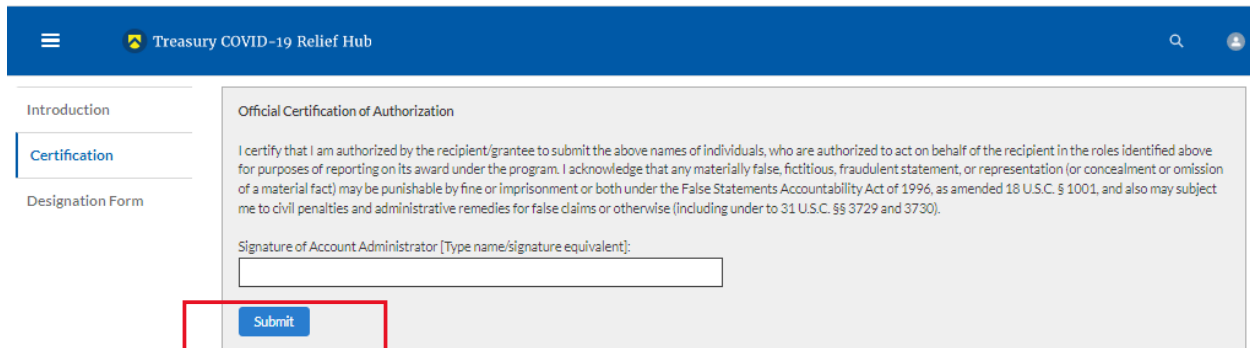 Treasury COVID-19 Relief Hub
Introduction
Certification
Designation Form
Official Certification of Authorization
I certify that I am authorized by the recipient/grantee to submit the above names of individuals, who are authorized to act on behalf of the recipient in the roles identified above
for purposes of reporting on its award under the program. I acknowledge that any materially false, fictitious, fraudulent statement, or representation (or concealment or omission
of a material fact) may be punishable by fine or imprisonment or both under the False Statements Accountability Act of 1996, as amended 18 U.S.C. § 1001, and also may subject
me to civil penalties and administrative remedies for false claims or otherwise (including under to 31 U.S.C. §§ 3729 and 3730).
Signature of Account Administrator [Type name/signature equivalent]:
Submit